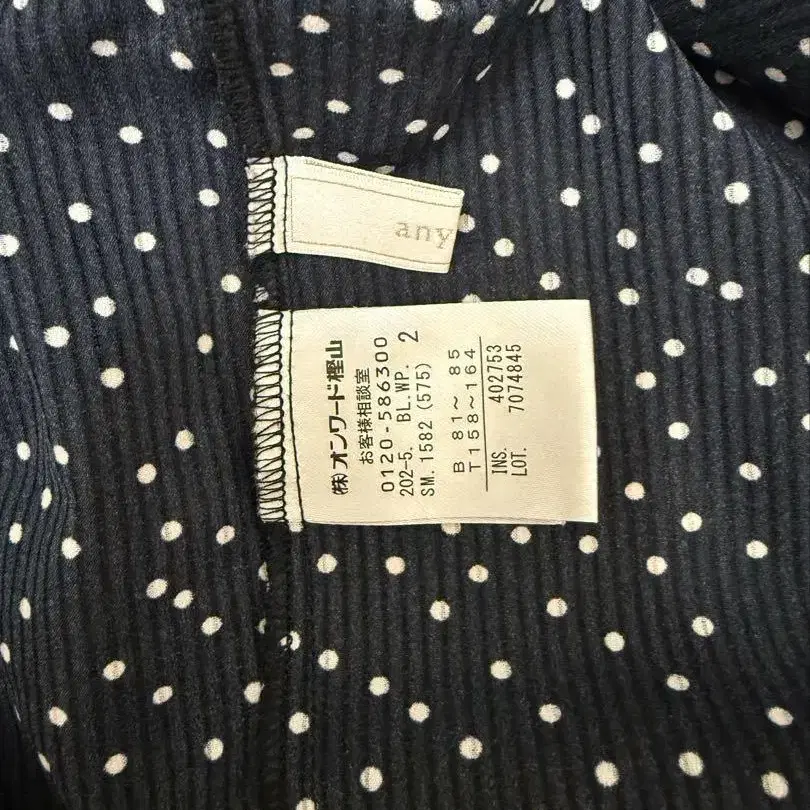 any
(株)オンワード樫山
お客様相談室
0120-586300
202-5. BL.WP. 2
SM. 1582 (575)
B 81〜 85
T158〜164
INS. 402753
LOT. 7074845